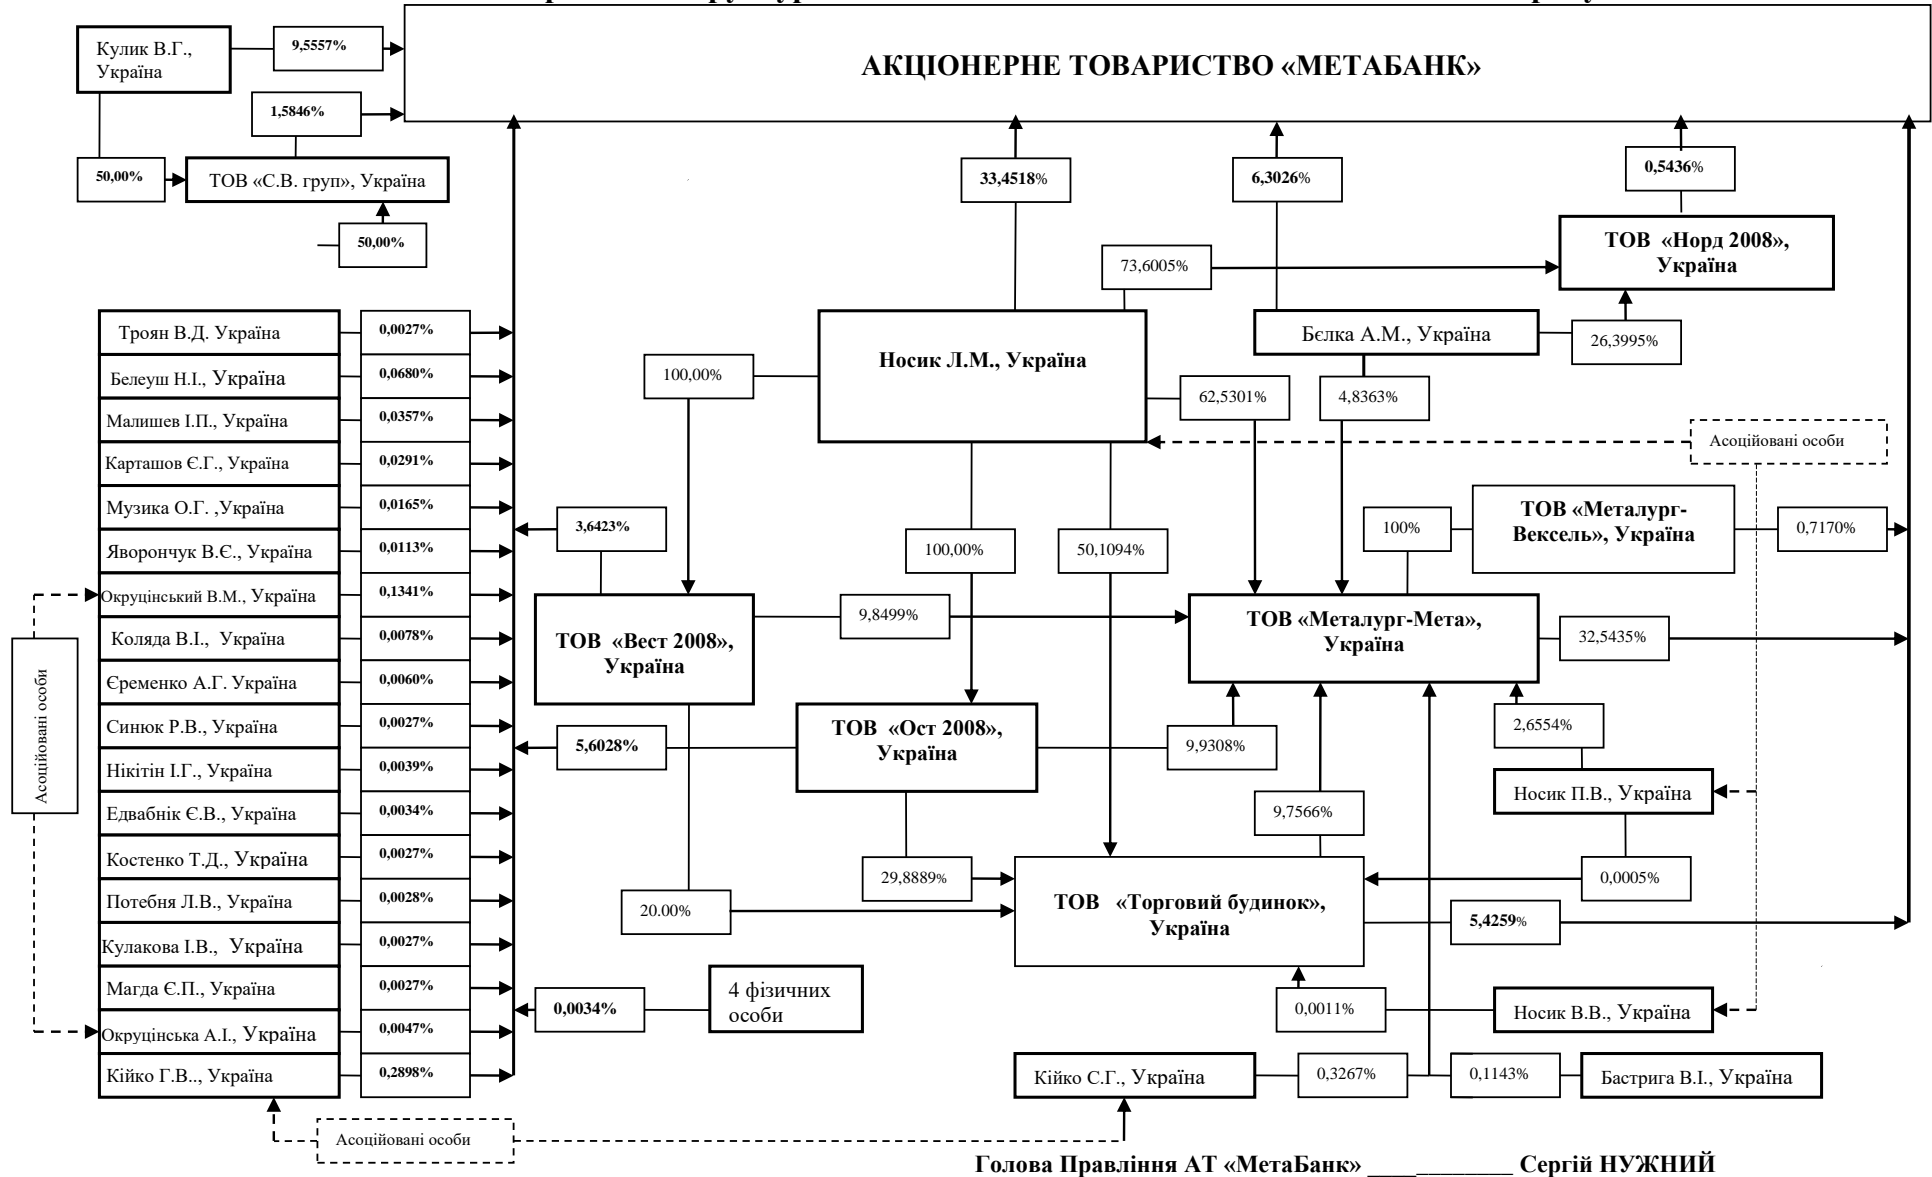 Кулик В.Г.,
Україна
9,5557%
АКЦІОНЕРНЕ ТОВАРИСТВО «МЕТАБАНК»
1,5846%
50,00%
ТОВ «С.В. груп», Україна
50,00%
33,4518%
6,3026%
0,5436%
ТОВ «Норд 2008»,
Україна
73,6005%
Троян В.Д. Україна
0,0027%
Белеуш Н.І., Україна
0,0680%
Малишев І.П., Україна
0,0357%
Карташов Є.Г., Україна
0,0291%
Музика О.Г. ,Україна
0,0165%
Яворончук В.Є., Україна
0,0113%
Окруцінський В.М., Україна
0,1341%
Коляда В.І., Україна
0,0078%
Єременко А.Г. Україна
0,0060%
Синюк Р.В., Україна
0,0027%
Нікітін І.Г., Україна
0,0039%
Едвабнік Є.В., Україна
0,0034%
Костенко Т.Д., Україна
0,0027%
Потебня Л.В., Україна
0,0028%
Кулакова І.В., Україна
0,0027%
Магда Є.П., Україна
0,0027%
Окруцінська А.І., Україна
0,0047%
Кійко Г.В.., Україна
0,2898%
Асоційовані особи
Носик Л.М., Україна
Бєлка А.М., Україна
26,3995%
100,00%
62,5301%
4,8363%
Асоційовані особи
3,6423%
100,00%
50,1094%
100%
ТОВ «Металург-
Вексель», Україна
0,7170%
ТОВ «Вест 2008»,
Україна
9,8499%
ТОВ «Металург-Мета»,
Україна
32,5435%
5,6028%
ТОВ «Ост 2008»,
Україна
9,9308%
2,6554%
9,7566%
Носик П.В., Україна
29,8889%
20.00%
ТОВ «Торговий будинок»,
Україна
0,0005%
5,4259%
0,0034%
4 фізичних
особи
0,0011%
Носик В.В., Україна
Кійко С.Г., Україна
0,3267%
0,1143%
Бастрига В.І., Україна
Асоційовані особи
Голова Правління АТ «МетаБанк» ____________ Сергій НУЖНИЙ